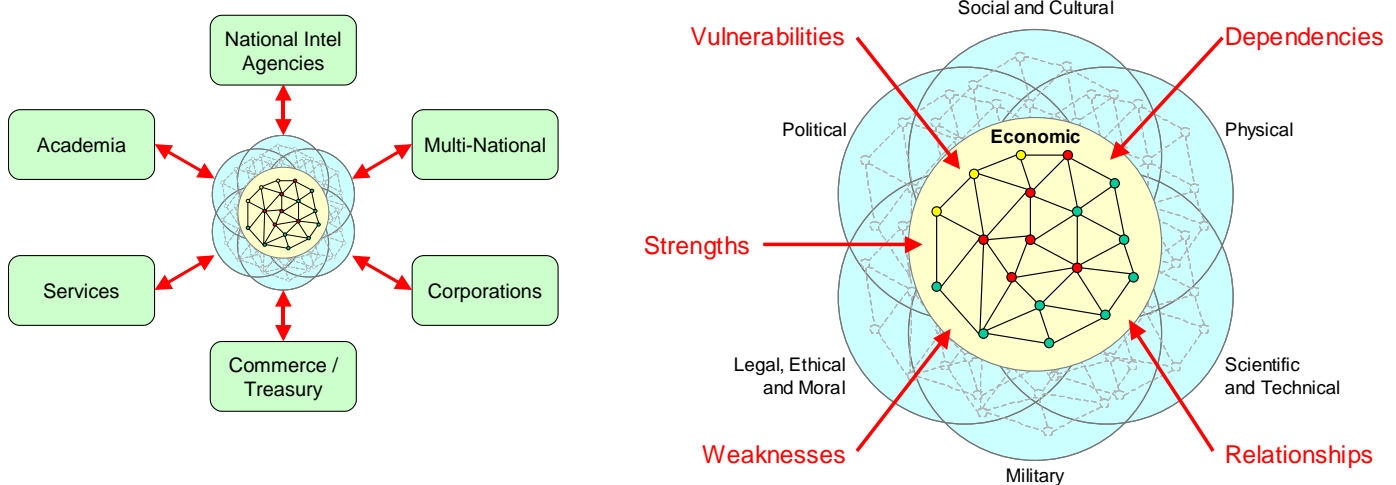 National Intel
Agencies
Academia
Multi-National
Services
Corporations
Commerce /
Treasury
Social and Cultural
Vulnerabilities
Dependencies
Political
Economic
Physical
Strengths
Legal, Ethical
and Moral
Scientific
and Technical
Weaknesses
Relationships
Military